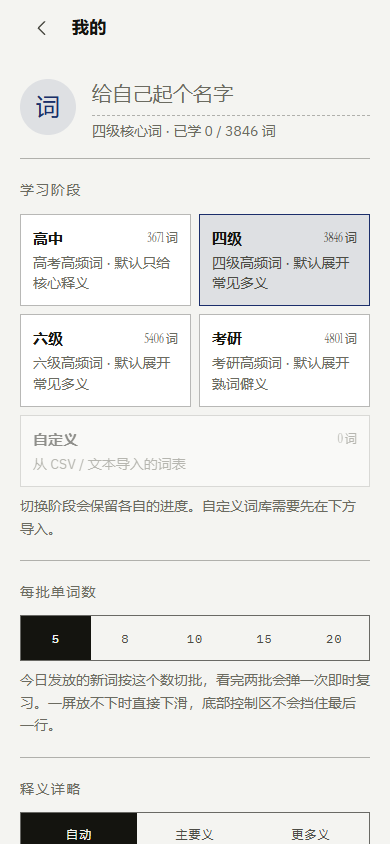 我的
词
给自己起个名字
四级核心词 · 已学 0 / 3846 词
学习阶段
高中 3671 词
高考高频词 · 默认只给
核心释义
四级 3846 词
四级高频词 · 默认展开
常见多义
六级 5406 词
六级高频词 · 默认展开
常见多义
考研 4801 词
考研高频词 · 默认展开
熟词僻义
自定义 0 词
从 CSV / 文本导入的词表
切换阶段会保留各自的进度。自定义词库需要先在下方
导入。
每批单词数
5 8 10 15 20
今日发放的新词按这个数切批，看完两批会弹一次即时复
习。一屏放不下时直接下滑，底部控制区不会挡住最后
一行。
释义详略
自动 主要义 更多义